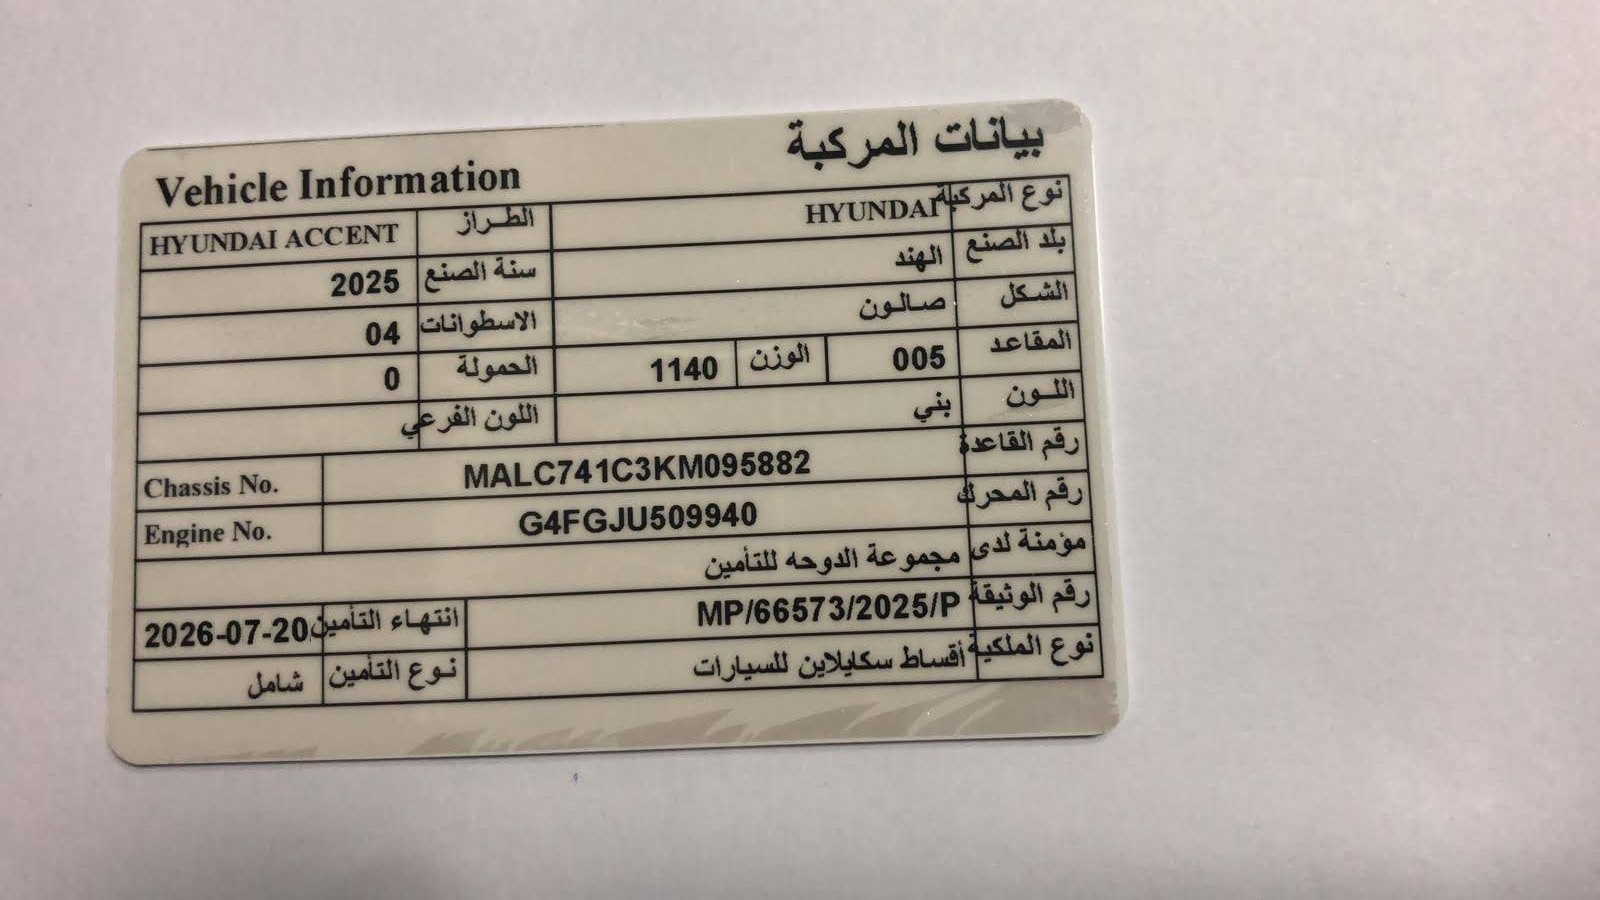 بيانات المركبة Vehicle Information
نوع المركبة HYUNDAI الطراز HYUNDAI ACCENT
بلد الصنع الهند سنة الصنع 2025
الشكل صالون الاسطوانات 04
المقاعد 005 الوزن 1140 الحمولة 0
اللون بني اللون الفرعي
رقم القاعدة MALC741C3KM095882 Chassis No.
رقم المحرك G4FGJU509940 Engine No.
مؤمنة لدى مجموعة الدوحه للتأمين
رقم الوثيقة MP/66573/2025/P انتهاء التأمين 2026-07-20
نوع الملكية أقساط سكايلاين للسيارات نوع التأمين شامل